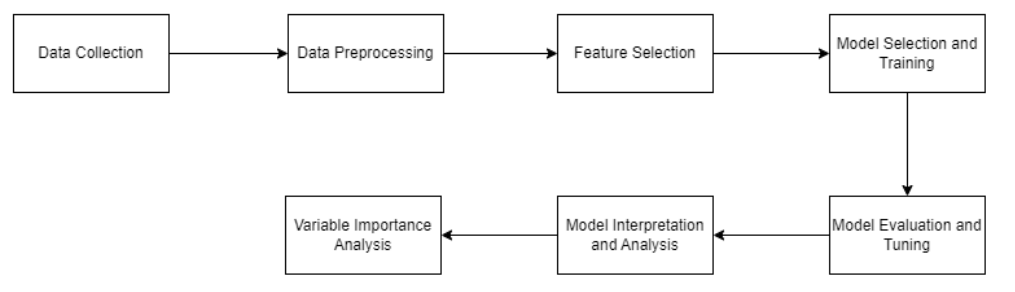 Data Collection
Data Preprocessing
Feature Selection
Model Selection and
Training
Model Evaluation and
Tuning
Model Interpretation
and Analysis
Variable Importance
Analysis